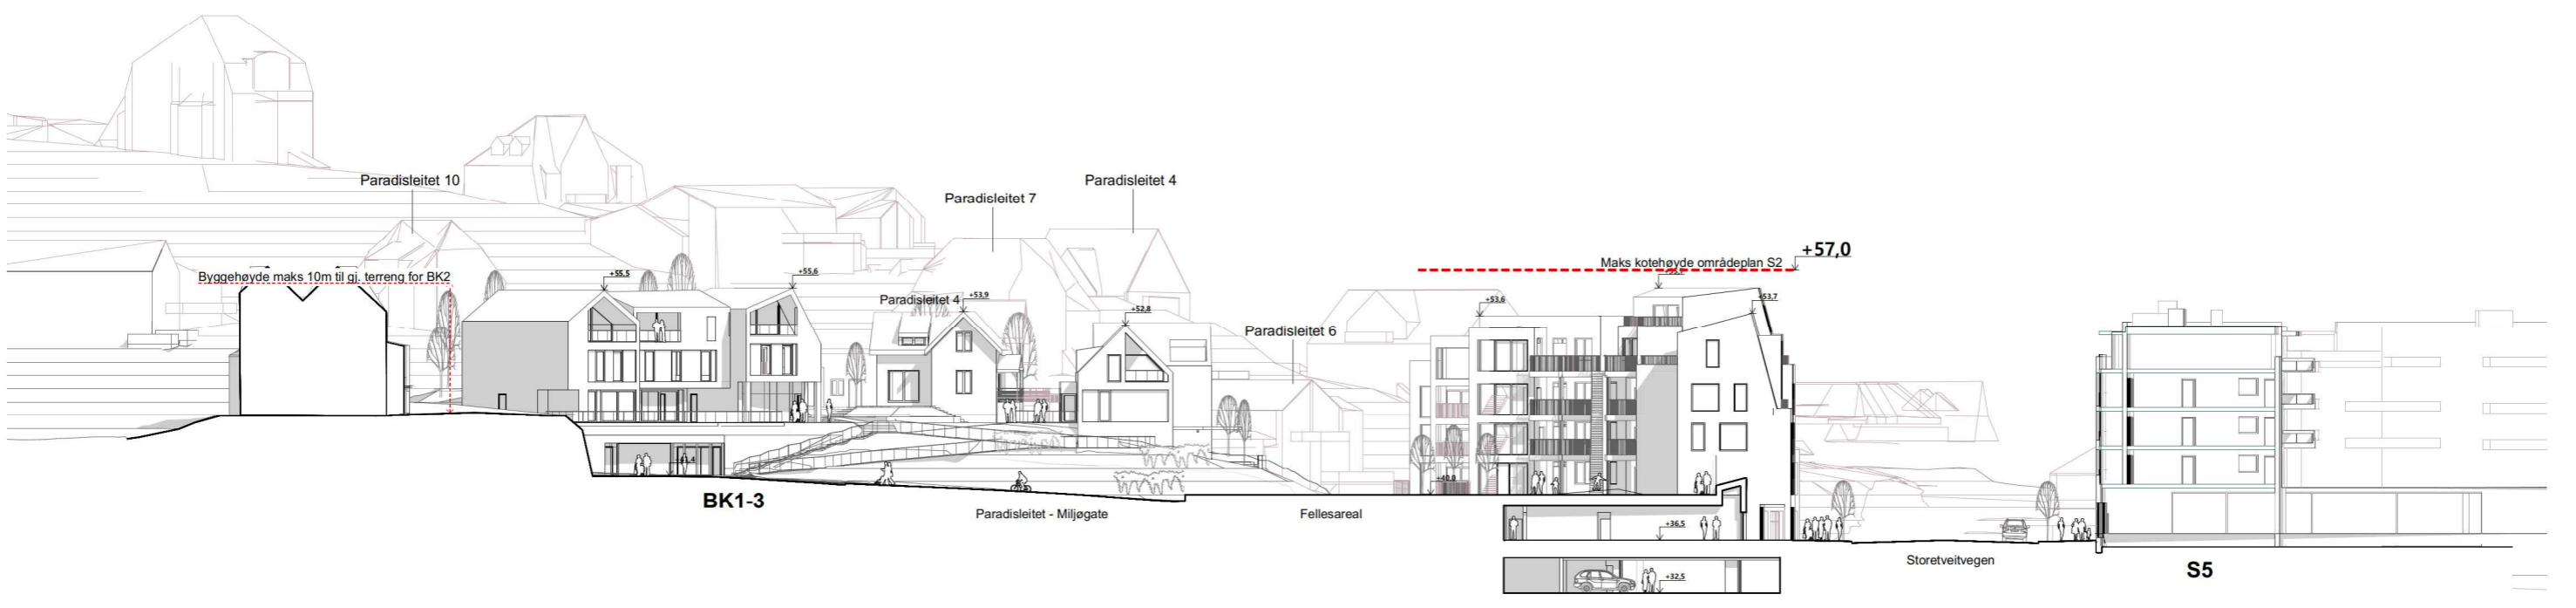 Paradisleitet 10
Paradisleitet 7
Paradisleitet 4
+57,0
Maks kotehøyde områdeplan S2
Byggehøyde maks 10m til gj. terreng for BK2
+55,5
+55,6
Paradisleitet 4
+53,9
+52,8
Paradisleitet 6
+53,6
+53,7
+40,0
BK1-3
Paradisleitet - Miljøgate
Fellesareal
+36,5
+32,5
Storetveitvegen
S5